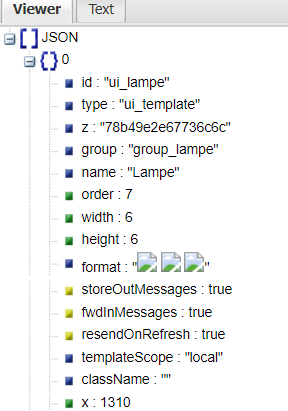 Viewer Text
JSON
0
id : "ui_lampe"
type : "ui_template"
z : "78b49e2e67736c6c"
group : "group_lampe"
name : "Lampe"
order : 7
width : 6
height : 6
format : " "
storeOutMessages : true
fwdInMessages : true
resendOnRefresh : true
templateScope : "local"
className : ""
x : 1310